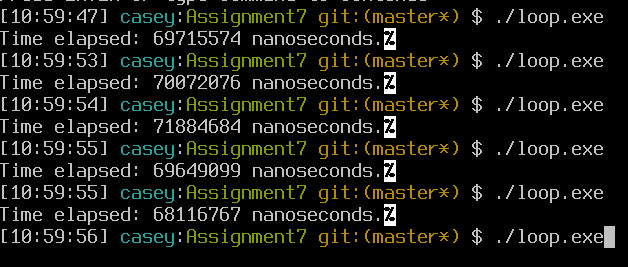 [10:59:47] casey:Assignment7 git:(master*) $ ./loop.exe
Time elapsed: 69715574 nanoseconds.%
[10:59:53] casey:Assignment7 git:(master*) $ ./loop.exe
Time elapsed: 70072076 nanoseconds.%
[10:59:54] casey:Assignment7 git:(master*) $ ./loop.exe
Time elapsed: 71884684 nanoseconds.%
[10:59:55] casey:Assignment7 git:(master*) $ ./loop.exe
Time elapsed: 69649099 nanoseconds.%
[10:59:55] casey:Assignment7 git:(master*) $ ./loop.exe
Time elapsed: 68116767 nanoseconds.%
[10:59:56] casey:Assignment7 git:(master*) $ ./loop.exe